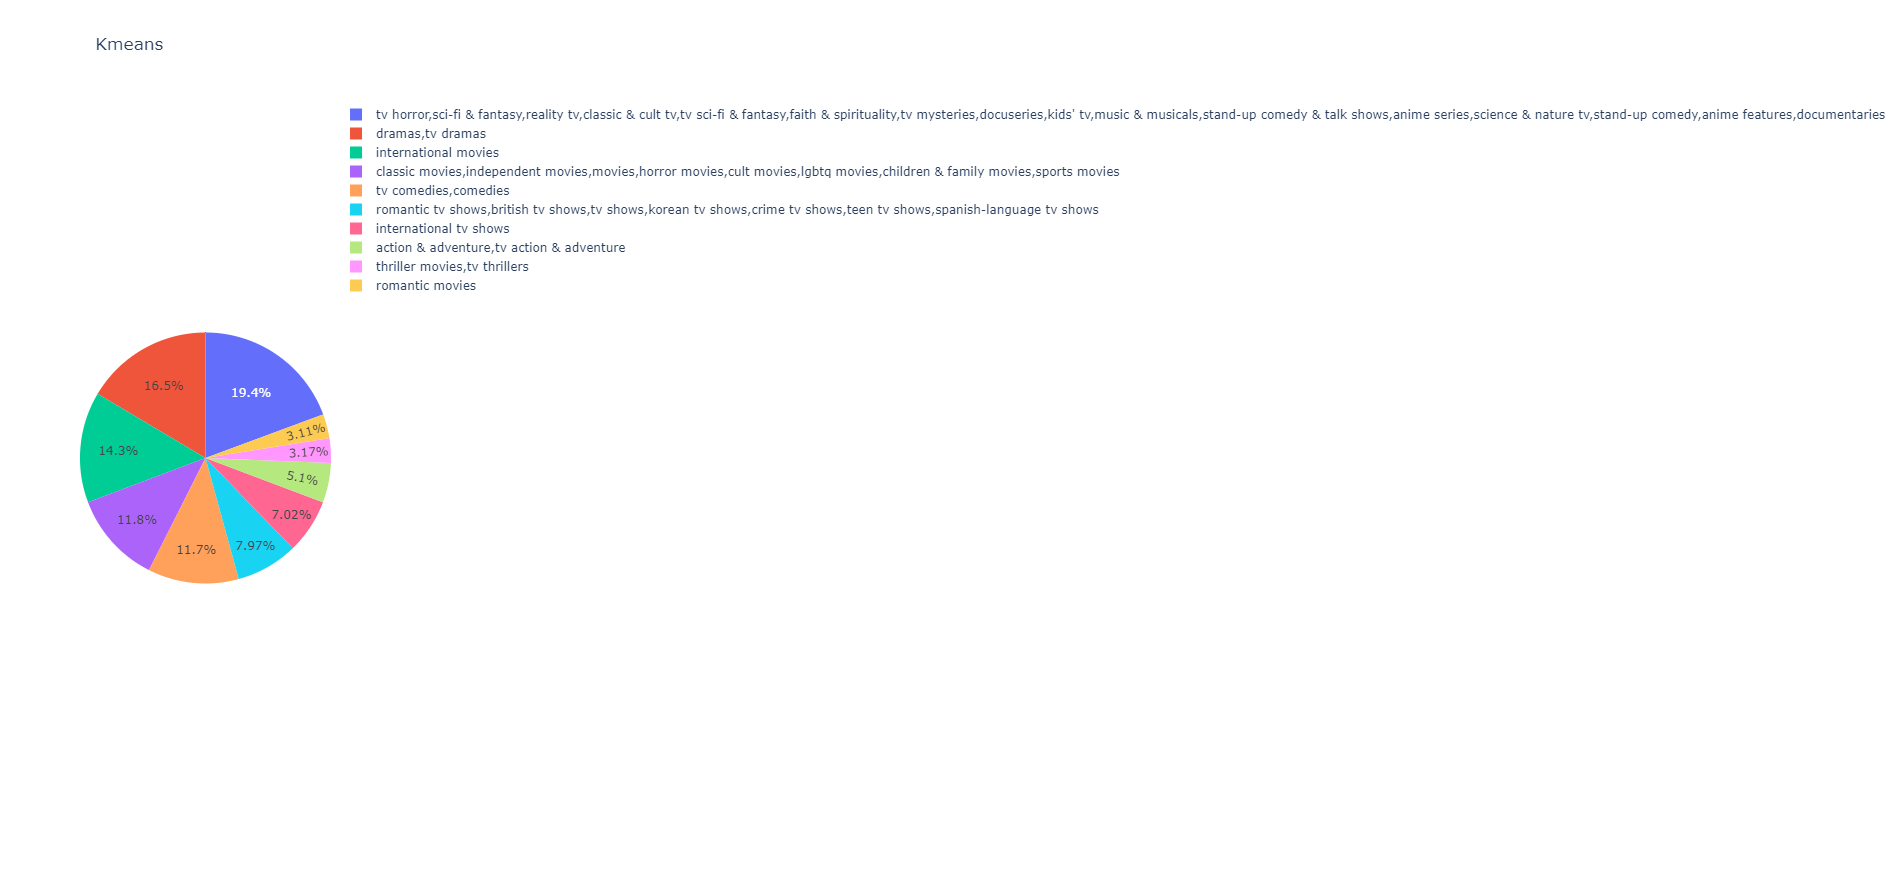 Kmeans
tv horror,sci-fi & fantasy,reality tv,classic & cult tv,tv sci-fi & fantasy,faith & spirituality,tv mysteries,docuseries,kids' tv,music & musicals,stand-up comedy & talk shows,anime series,science & nature tv,stand-up comedy,anime features,documentaries
dramas,tv dramas
international movies
classic movies,independent movies,movies,horror movies,cult movies,lgbtq movies,children & family movies,sports movies
tv comedies,comedies
romantic tv shows,british tv shows,tv shows,korean tv shows,crime tv shows,teen tv shows,spanish-language tv shows
international tv shows
action & adventure,tv action & adventure
thriller movies,tv thrillers
romantic movies
16.5%
19.4%
3.11%
14.3%
3.17%
5.1%
7.02%
11.8%
7.97%
11.7%